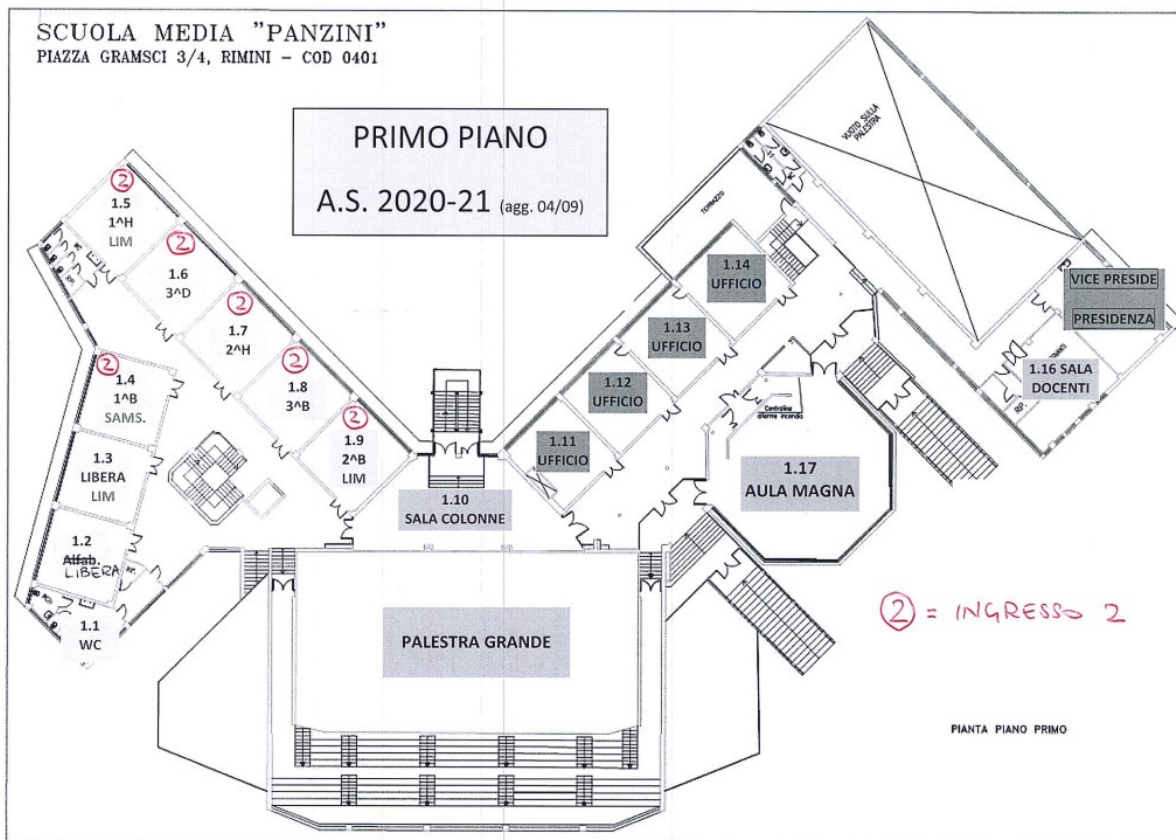 SCUOLA MEDIA "PANZINI"
PIAZZA GRAMSCI 3/4, RIMINI - COD 0401
PRIMO PIANO
A.S. 2020-21 (agg. 04/09)
VUOTO SULLA
PALESTRA
TERRAZZO
2
1.5
1^H
LIM
2
1.6
3^D
2
1.7
2^H
2
1.8
3^B
2
1.9
2^B
LIM
2
1.4
1^B
SAMS.
1.3
LIBERA
LIM
1.2
Alfab.
LIBERA
1.1
WC
1.10
SALA COLONNE
1.11
UFFICIO
1.12
UFFICIO
1.13
UFFICIO
1.14
UFFICIO
VICE PRESIDE
PRESIDENZA
1.16 SALA
DOCENTI
RIP.
Centralina
allarme incendio
1.17
AULA MAGNA
PALESTRA GRANDE
2 = INGRESSO 2
PIANTA PIANO PRIMO